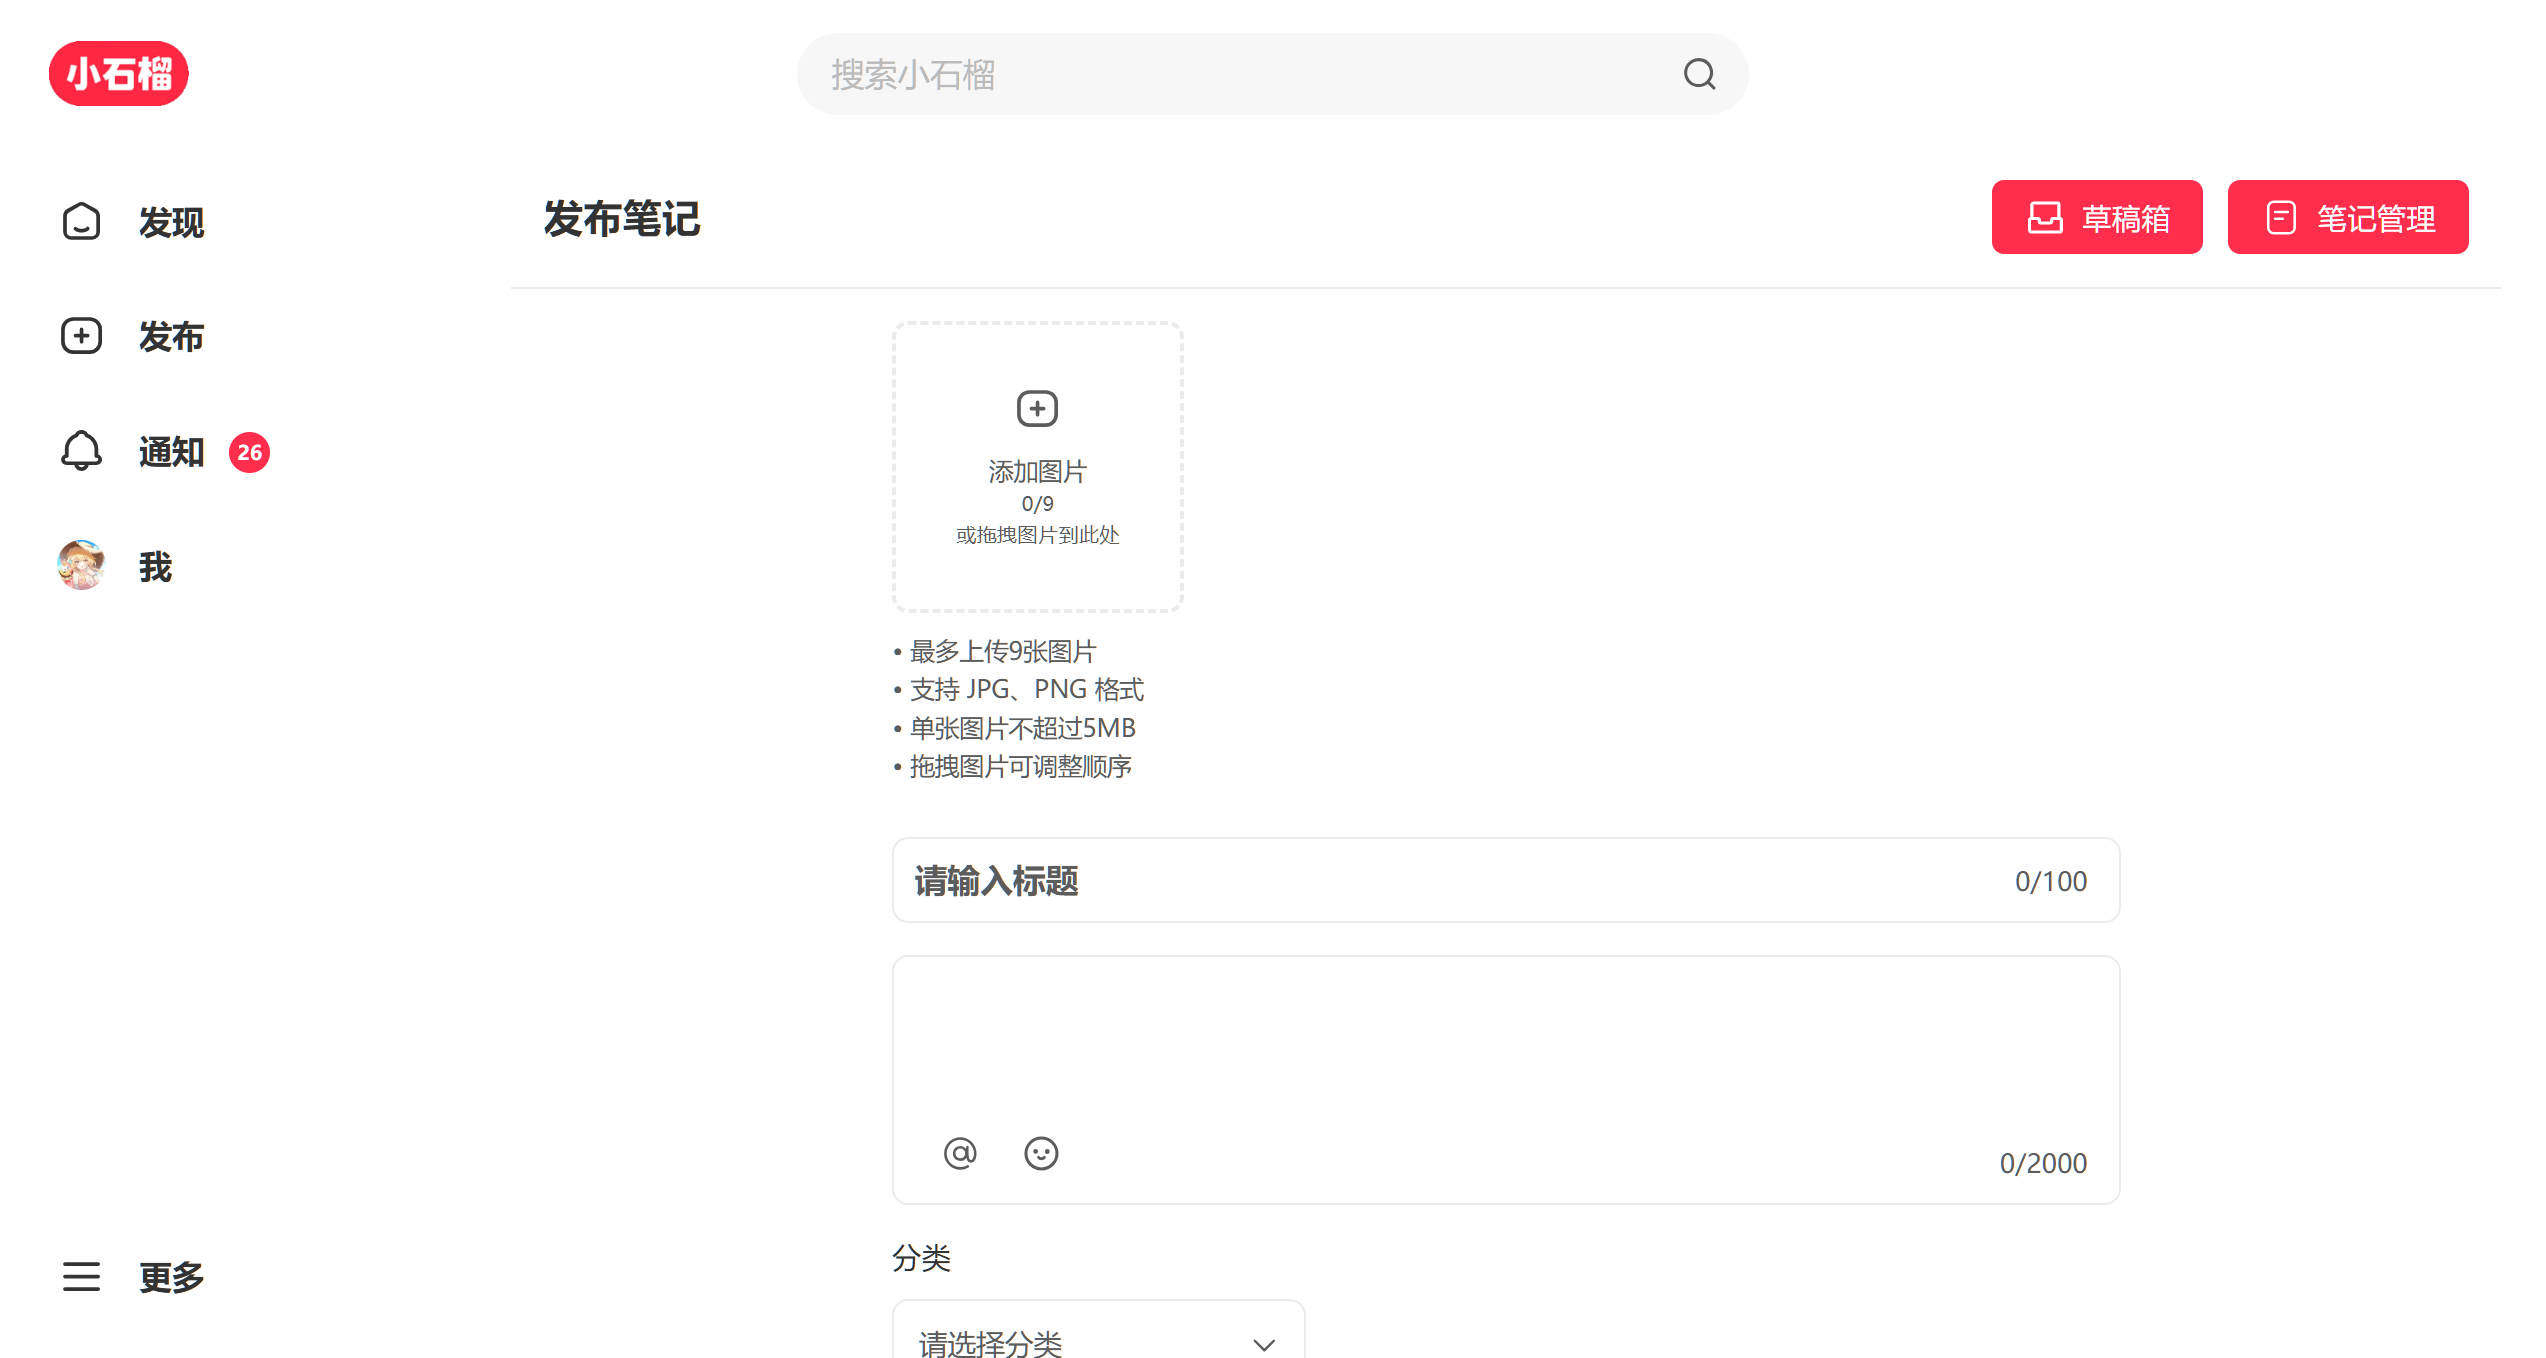 小石榴
搜索小石榴
发现
发布
通知 26
我
更多
发布笔记
草稿箱
笔记管理
添加图片
0/9
或拖拽图片到此处
• 最多上传9张图片
• 支持 JPG、PNG 格式
• 单张图片不超过5MB
• 拖拽图片可调整顺序
请输入标题
0/100
@
0/2000
分类
请选择分类